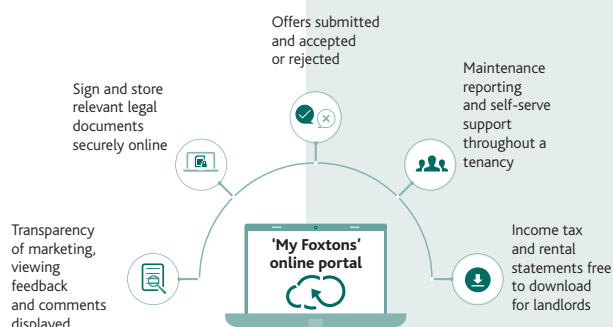 Offers submitted
and accepted
or rejected
Sign and store
relevant legal
documents
securely online
Maintenance
reporting
and self-serve
support
throughout a
tenancy
Transparency
of marketing,
viewing
feedback
and comments
displayed
'My Foxtons'
online portal
Income tax
and rental
statements free
to download
for landlords